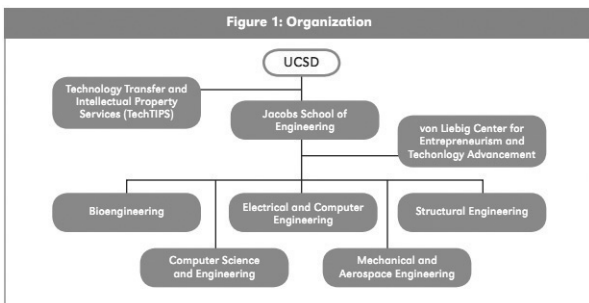 Figure 1: Organization
UCSD
Technology Transfer and
Intellectual Property
Services (TechTIPS)
Jacobs School of
Engineering
von Liebig Center for
Entrepreneurism and
Techonlogy Advancement
Bioengineering
Electrical and Computer
Engineering
Structural Engineering
Computer Science
and Engineering
Mechanical and
Aerospace Engineering